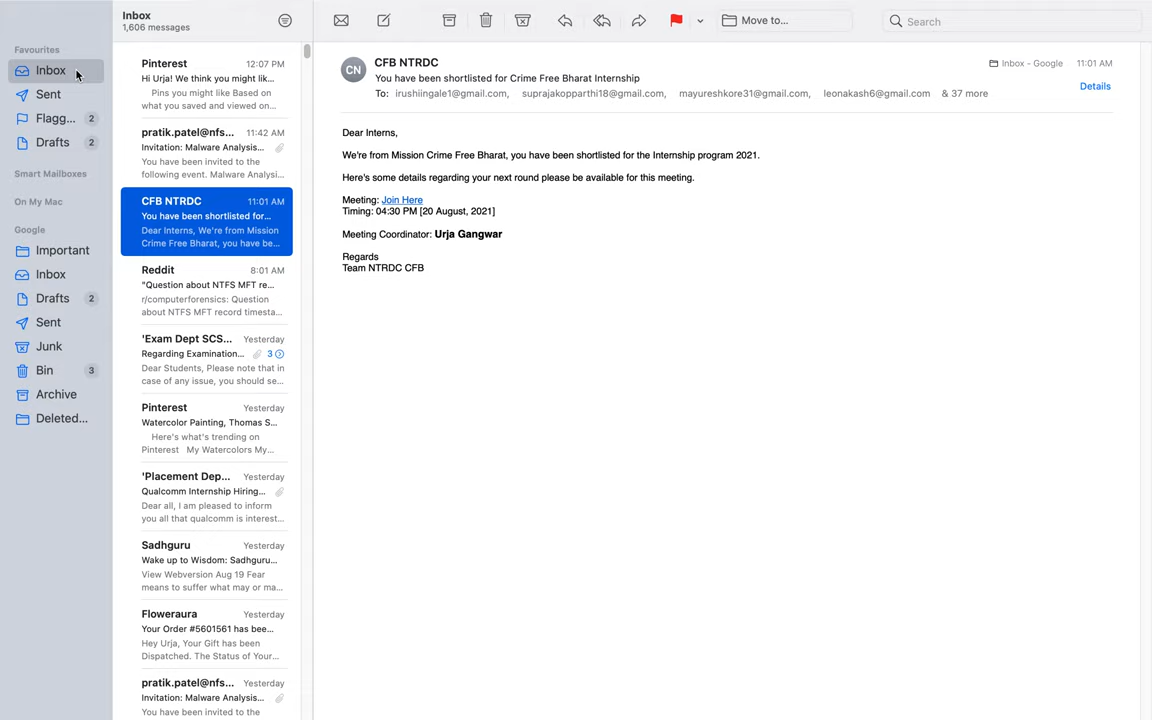 Favourites
Inbox
Sent
Flagg... 2
Drafts 2
Smart Mailboxes
On My Mac
Google
Important
Inbox
Drafts 2
Sent
Junk
Bin 3
Archive
Deleted...
Inbox
1,606 messages
Pinterest 12:07 PM
Hi Urja! We think you might lik...
Pins you might like Based on
what you saved and viewed on...
pratik.patel@nfs... 11:42 AM
Invitation: Malware Analysis...
You have been invited to the
following event. Malware Analysi...
CFB NTRDC 11:01 AM
You have been shortlisted for...
Dear Interns, We're from Mission
Crime Free Bharat, you have be...
Reddit 8:01 AM
"Question about NTFS MFT re...
r/computerforensics: Question
about NTFS MFT record timesta...
'Exam Dept SCS... Yesterday
Regarding Examination... 3
Dear Students, Please note that in
case of any issue, you should se...
Pinterest Yesterday
Watercolor Painting, Thomas S...
Here's what's trending on
Pinterest My Watercolors My...
'Placement Dep... Yesterday
Qualcomm Internship Hiring...
Dear all, I am pleased to inform
you all that qualcomm is interest...
Sadhguru Yesterday
Wake up to Wisdom: Sadhguru...
View Webversion Aug 19 Fear
means to suffer what may or ma...
Floweraura Yesterday
Your Order #5601561 has bee...
Hey Urja, Your Gift has been
Dispatched. The Status of Your...
pratik.patel@nfs... Yesterday
Invitation: Malware Analysis...
You have been invited to the
Move to...
Search
CN
CFB NTRDC
Inbox - Google 11:01 AM
You have been shortlisted for Crime Free Bharat Internship
To: irushiingale1@gmail.com, suprajakopparthi18@gmail.com, mayureshkore31@gmail.com, leonakash6@gmail.com & 37 more
Details
Dear Interns,
We're from Mission Crime Free Bharat, you have been shortlisted for the Internship program 2021.
Here's some details regarding your next round please be available for this meeting.
Meeting: Join Here
Timing: 04:30 PM [20 August, 2021]
Meeting Coordinator: Urja Gangwar
Regards
Team NTRDC CFB